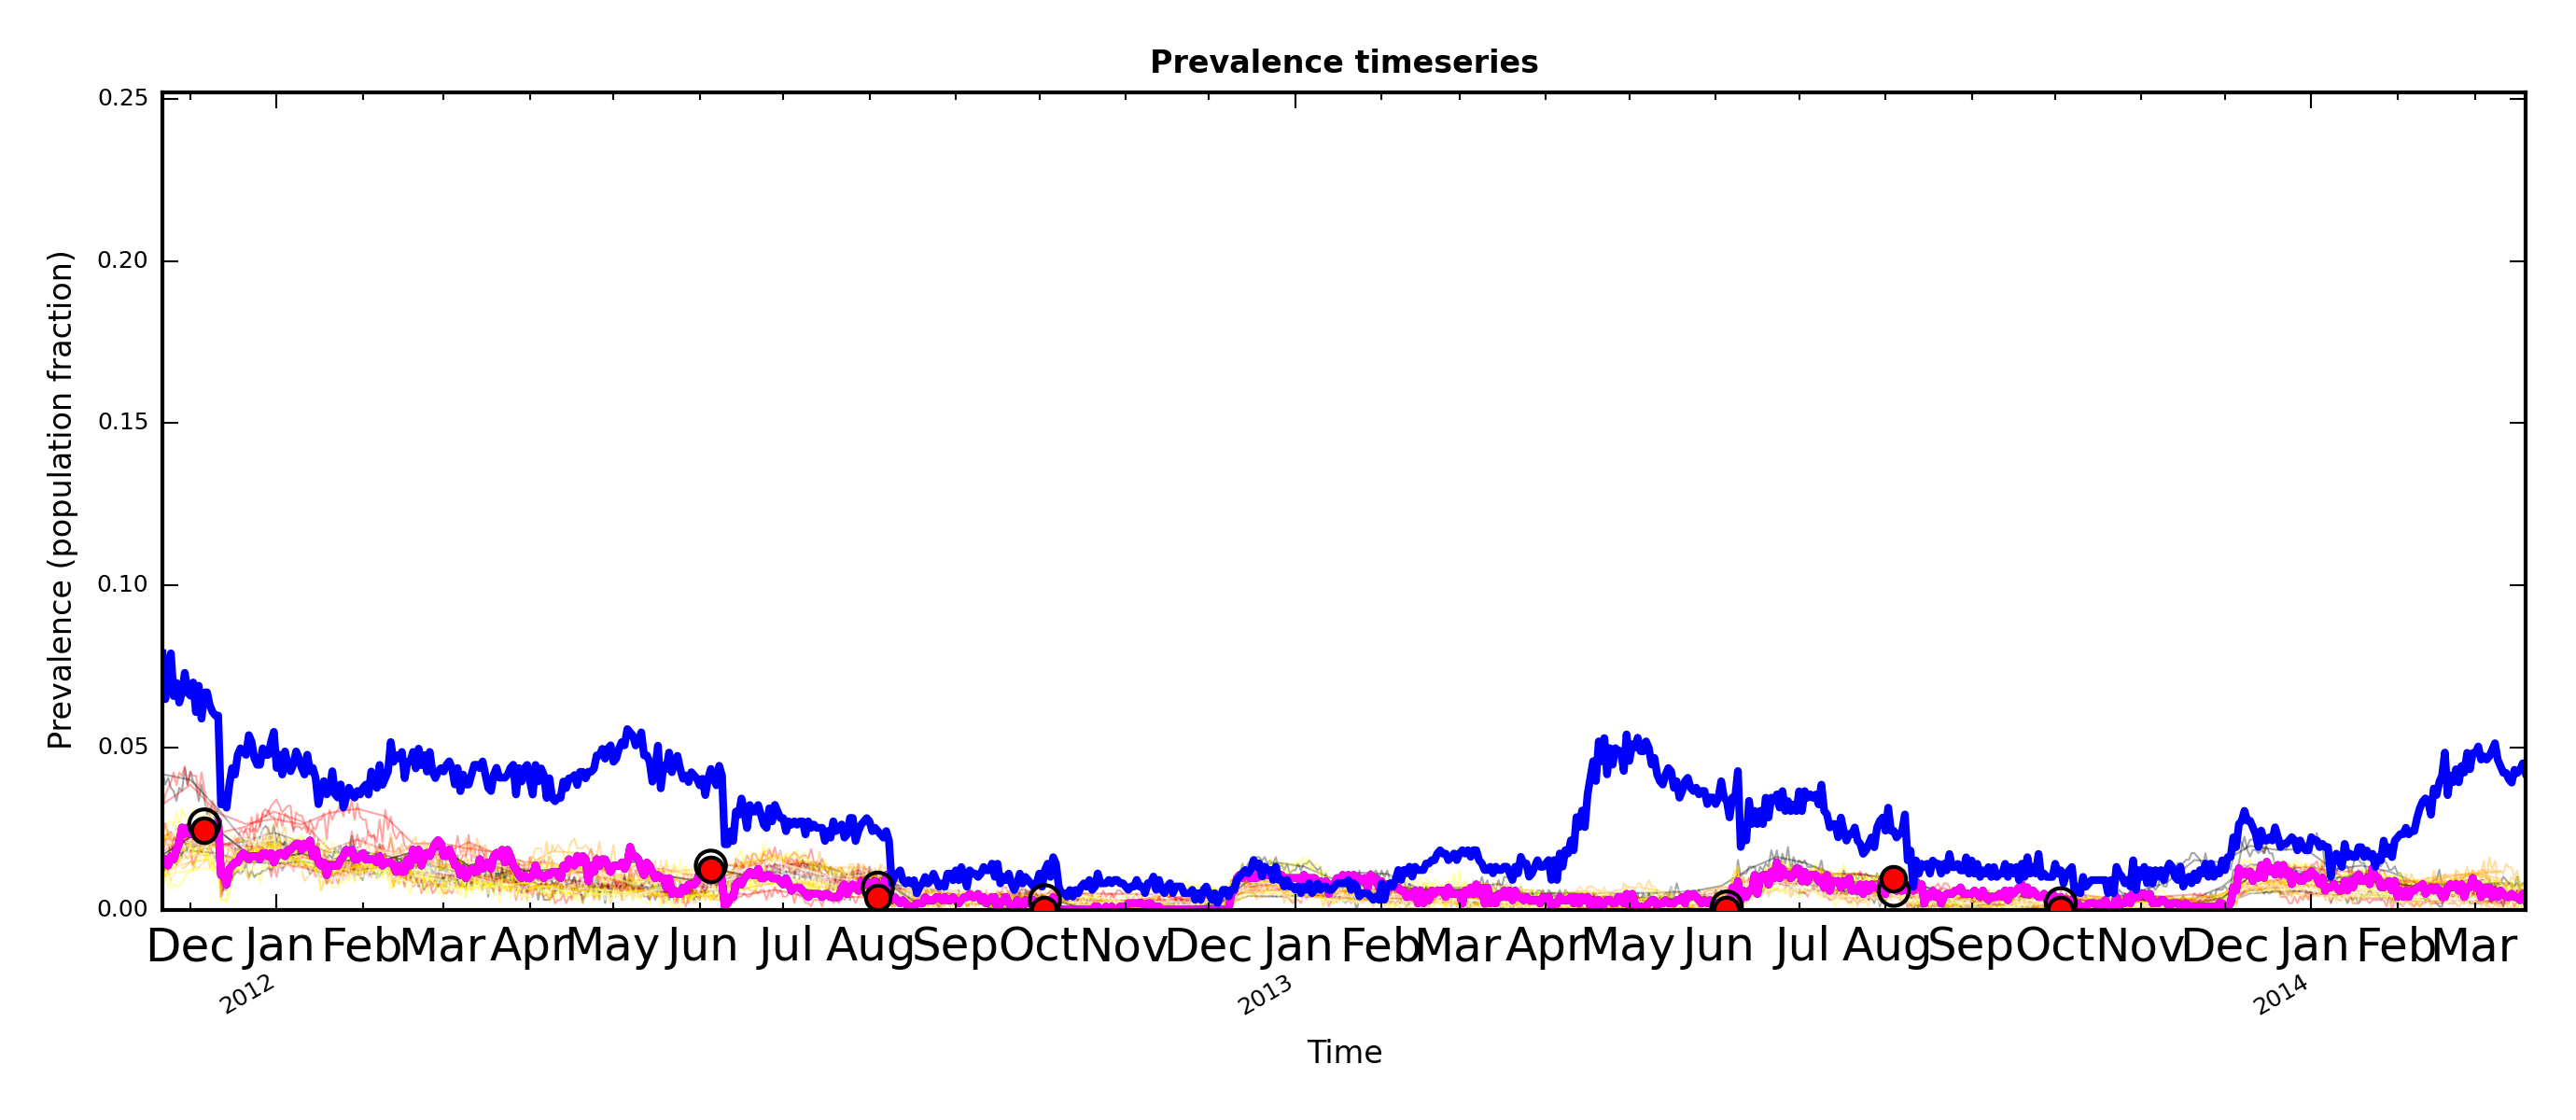 Prevalence timeseries
0.25
0.20
0.15
0.10
0.05
0.00
Prevalence (population fraction)
Dec Jan Feb Mar Apr May Jun Jul Aug Sep Oct Nov Dec Jan Feb Mar Apr May Jun Jul Aug Sep Oct Nov Dec Jan Feb Mar
2012 2013 2014
Time